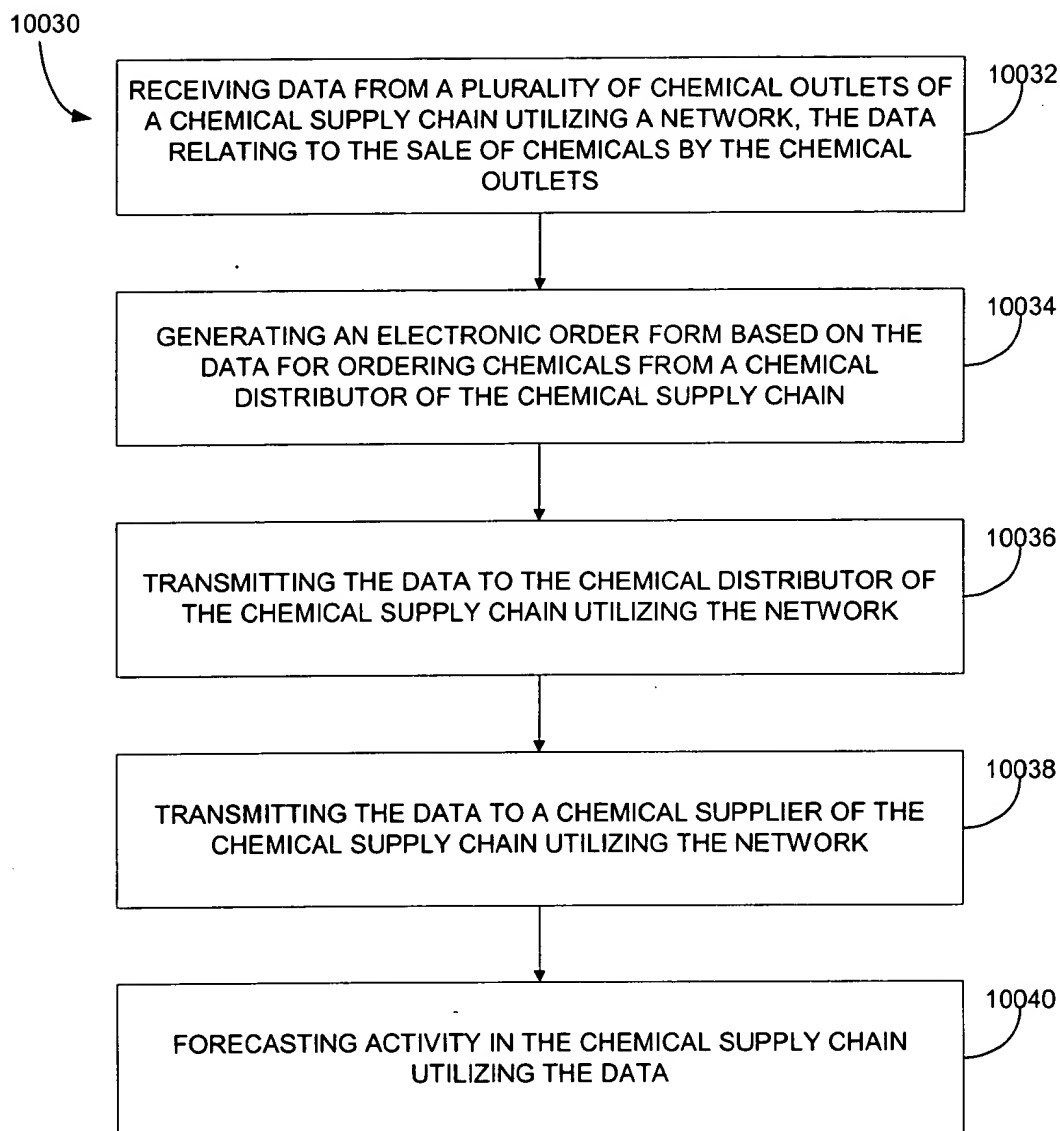 10030
RECEIVING DATA FROM A PLURALITY OF CHEMICAL OUTLETS OF
A CHEMICAL SUPPLY CHAIN UTILIZING A NETWORK, THE DATA
RELATING TO THE SALE OF CHEMICALS BY THE CHEMICAL
OUTLETS
10032
GENERATING AN ELECTRONIC ORDER FORM BASED ON THE
DATA FOR ORDERING CHEMICALS FROM A CHEMICAL
DISTRIBUTOR OF THE CHEMICAL SUPPLY CHAIN
10034
TRANSMITTING THE DATA TO THE CHEMICAL DISTRIBUTOR OF
THE CHEMICAL SUPPLY CHAIN UTILIZING THE NETWORK
10036
TRANSMITTING THE DATA TO A CHEMICAL SUPPLIER OF THE
CHEMICAL SUPPLY CHAIN UTILIZING THE NETWORK
10038
FORECASTING ACTIVITY IN THE CHEMICAL SUPPLY CHAIN
UTILIZING THE DATA
10040